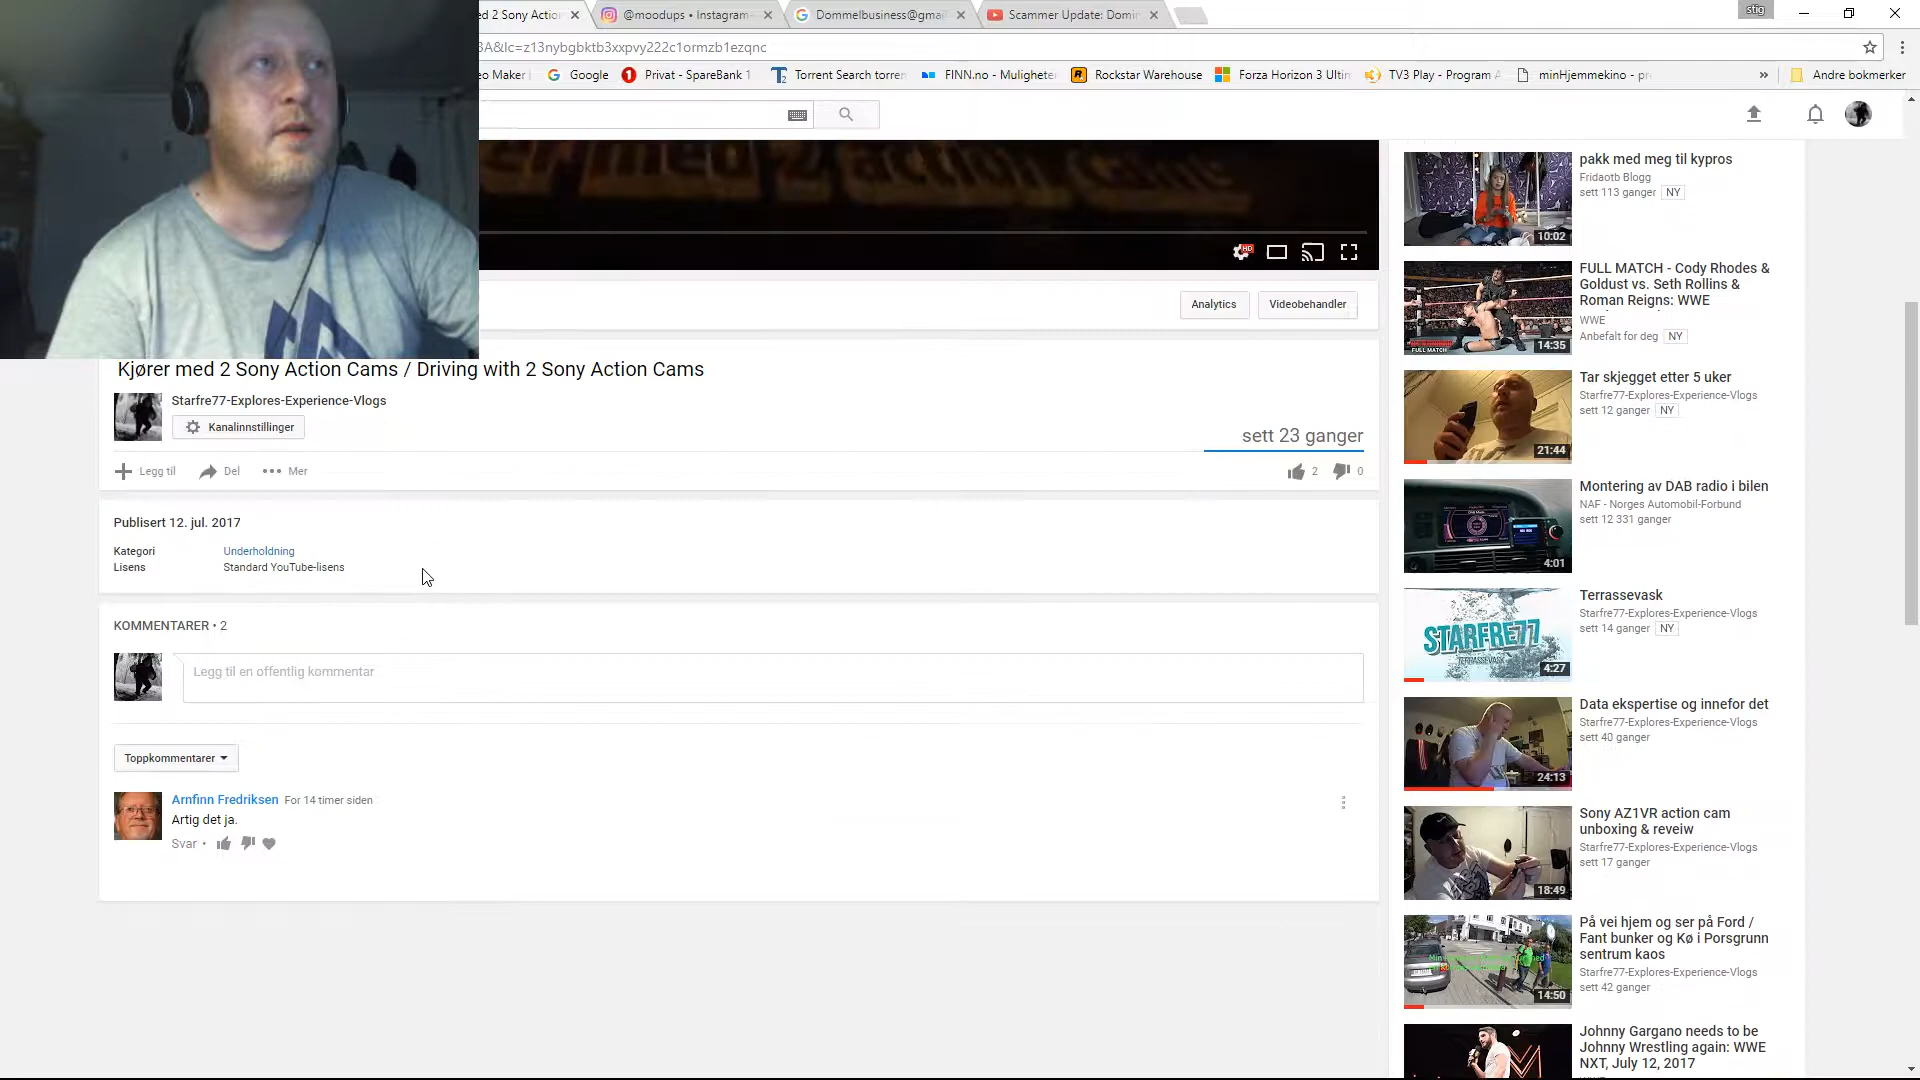 ed 2 Sony Action
@moodups • Instagram-
Dommelbusiness@gmai
Scammer Update: Domin
stig
3A&lc=z13nybgbktb3xxpvy222c1ormzb1ezqnc
eo Maker
Google
Privat - SpareBank 1
Torrent Search torren
FINN.no - Mulighete
Rockstar Warehouse
Forza Horizon 3 Ultim
TV3 Play - Program A
minHjemmekino - pr
»
Andre bokmerker
er med 2 action cams
HD
Analytics
Videobehandler
Kjører med 2 Sony Action Cams / Driving with 2 Sony Action Cams
Starfre77-Explores-Experience-Vlogs
Kanalinnstillinger
sett 23 ganger
Legg til
Del
Mer
2
0
Publisert 12. jul. 2017
Kategori
Underholdning
Lisens
Standard YouTube-lisens
KOMMENTARER • 2
Legg til en offentlig kommentar
Toppkommentarer
Arnfinn Fredriksen For 14 timer siden
Artig det ja.
Svar •
pakk med meg til kypros
Fridaotb Blogg
sett 113 ganger NY
10:02
FULL MATCH - Cody Rhodes &
Goldust vs. Seth Rollins &
Roman Reigns: WWE
WWE
Anbefalt for deg NY
FULL MATCH
14:35
Tar skjegget etter 5 uker
Starfre77-Explores-Experience-Vlogs
sett 12 ganger NY
21:44
Montering av DAB radio i bilen
NAF - Norges Automobil-Forbund
sett 12 331 ganger
4:01
Terrassevask
Starfre77-Explores-Experience-Vlogs
sett 14 ganger NY
STARFRE77
TERRASSEVASK
4:27
Data ekspertise og innefor det
Starfre77-Explores-Experience-Vlogs
sett 40 ganger
24:13
Sony AZ1VR action cam
unboxing & reveiw
Starfre77-Explores-Experience-Vlogs
sett 17 ganger
18:49
På vei hjem og ser på Ford /
Fant bunker og Kø i Porsgrunn
sentrum kaos
Starfre77-Explores-Experience-Vlogs
sett 42 ganger
14:50
Johnny Gargano needs to be
Johnny Wrestling again: WWE
NXT, July 12, 2017